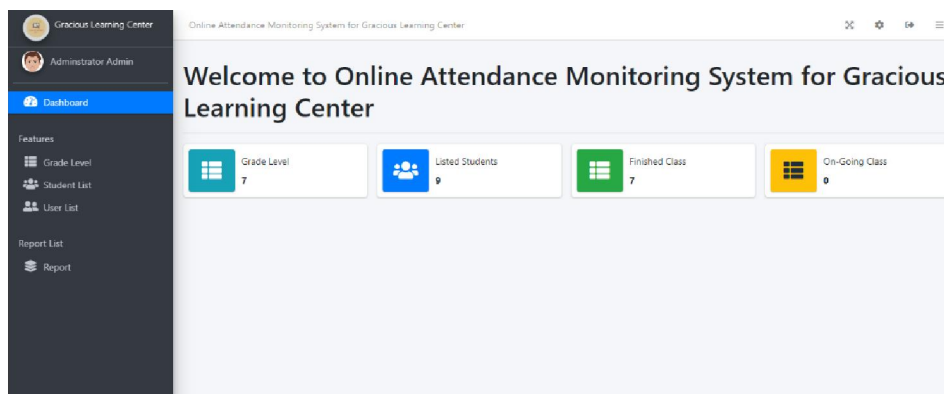 Gracious Learning Center
Online Attendance Monitoring System for Gracious Learning Center
Adminstrator Admin
Welcome to Online Attendance Monitoring System for Gracious
Learning Center
Dashboard
Features
Grade Level
Student List
User List
Report List
Report
Grade Level
7
Listed Students
9
Finished Class
7
On-Going Class
0